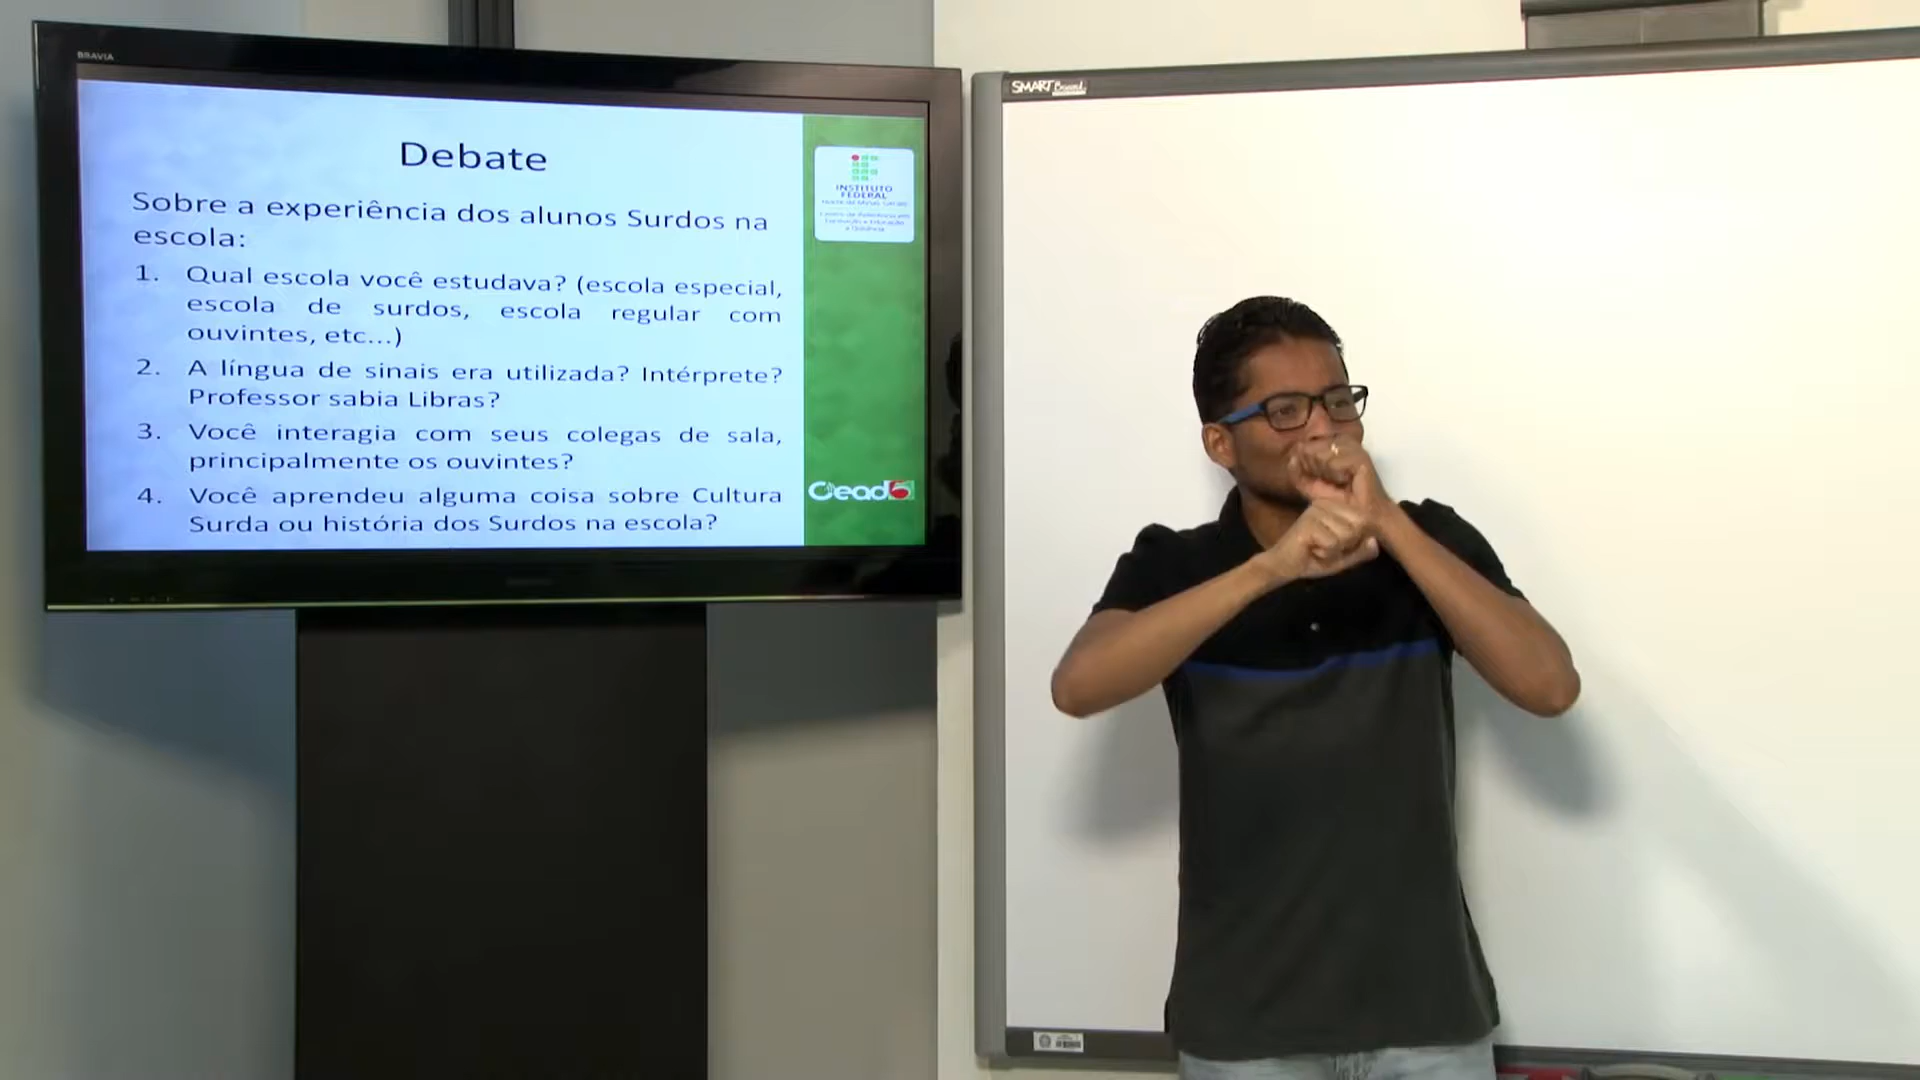 BRAVIA
Debate
Sobre a experiência dos alunos Surdos na
escola:
1. Qual escola você estudava? (escola especial,
escola de surdos, escola regular com
ouvintes, etc...)
2. A língua de sinais era utilizada? Intérprete?
Professor sabia Libras?
3. Você interagia com seus colegas de sala,
principalmente os ouvintes?
4. Você aprendeu alguma coisa sobre Cultura
Surda ou história dos Surdos na escola?
INSTITUTO
FEDERAL
Cead
SMART Board